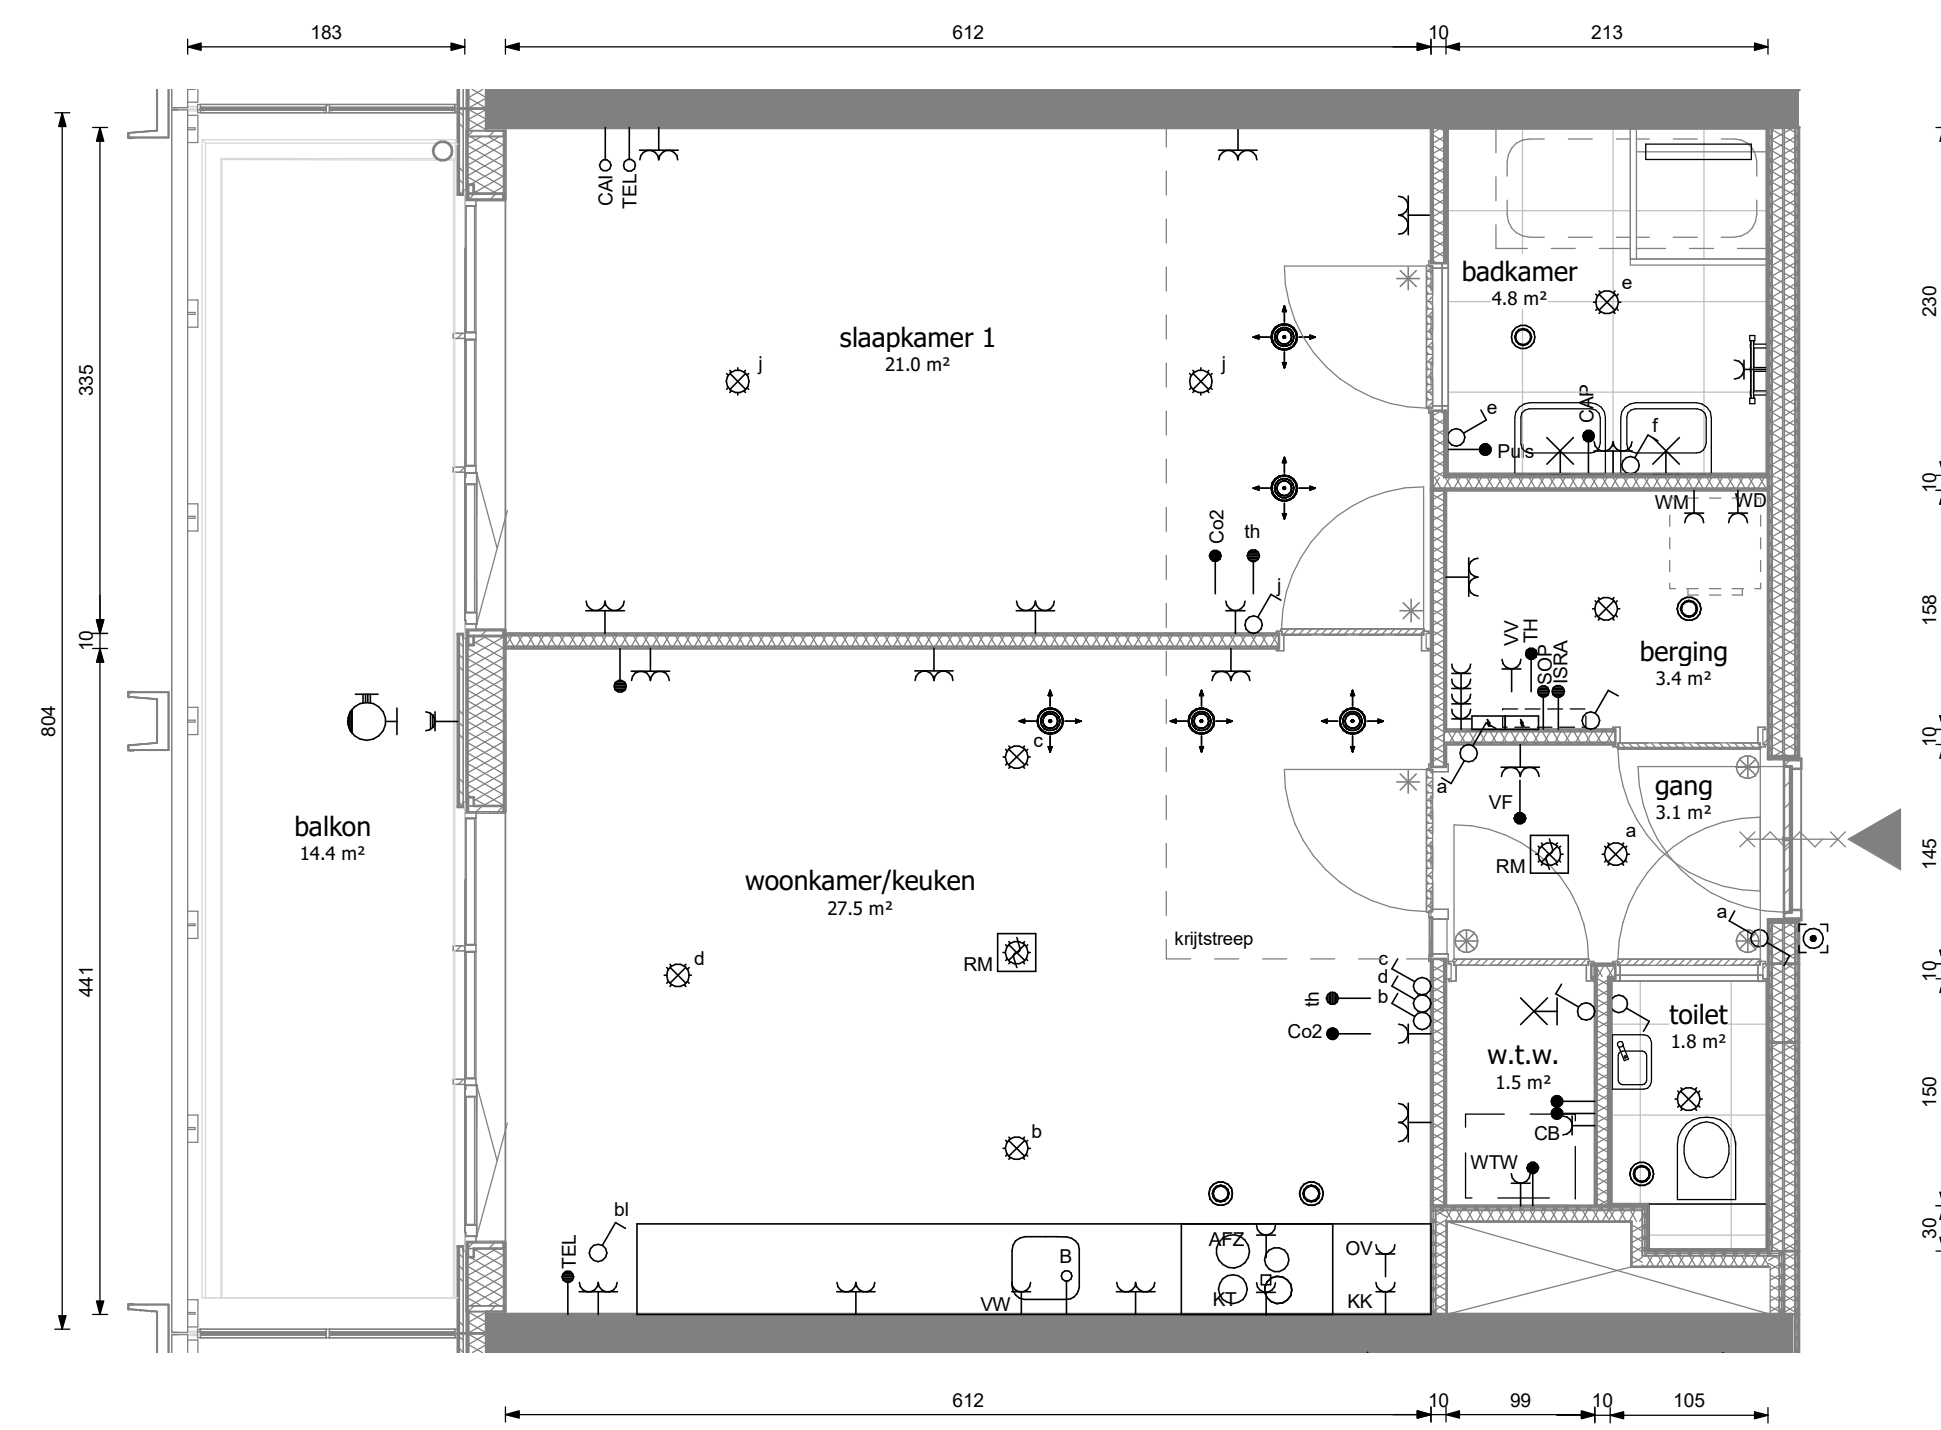 183
612
10
213
CAI
TEL
335
10
441
804
slaapkamer 1
21.0 m²
j
j
badkamer
4.8 m²
e
e
CAP
f
Puls
230
10
Co2
th
j
WM
WD
VV
TH
SOP
ISRA
berging
3.4 m²
158
10
c
a
VF
gang
3.1 m²
a
RM
145
balkon
14.4 m²
woonkamer/keuken
27.5 m²
krijtstreep
a
d
RM
c
d
b
th
Co2
10
toilet
1.8 m²
w.t.w.
1.5 m²
150
CB
WTW
b
bl
TEL
B
VW
AFZ
KT
OV
KK
30
612
10
99
10
105